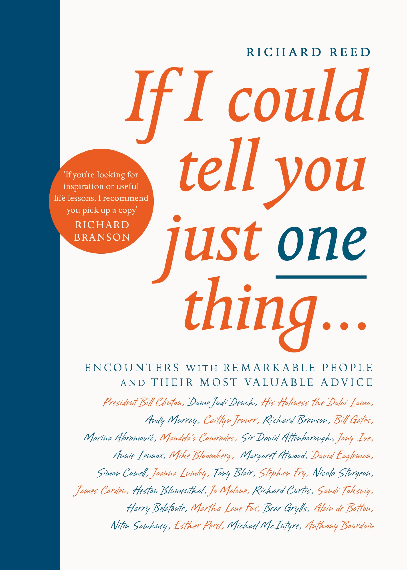 RICHARD REED
If I could
tell you
just one
thing...
'If you're looking for
inspiration or useful
life lessons, I recommend
you pick up a copy'
RICHARD
BRANSON
ENCOUNTERS WITH REMARKABLE PEOPLE
AND THEIR MOST VALUABLE ADVICE
President Bill Clinton, Dame Judi Dench, His Holiness the Dalai Lama,
Andy Murray, Caitlyn Jenner, Richard Branson, Bill Gates,
Marina Abramović, Mandela's Comrades, Sir David Attenborough, Jony Ive,
Annie Lennox, Mike Bloomberg, Margaret Atwood, David Eagleman,
Simon Cowell, Joanna Lumley, Tony Blair, Stephen Fry, Nicola Sturgeon,
James Corden, Heston Blumenthal, Jo Malone, Richard Curtis, Sandi Toksvig,
Harry Belafonte, Martha Lane Fox, Bear Grylls, Alain de Botton,
Nitin Sawhney, Esther Perel, Michael McIntyre, Anthony Bourdain